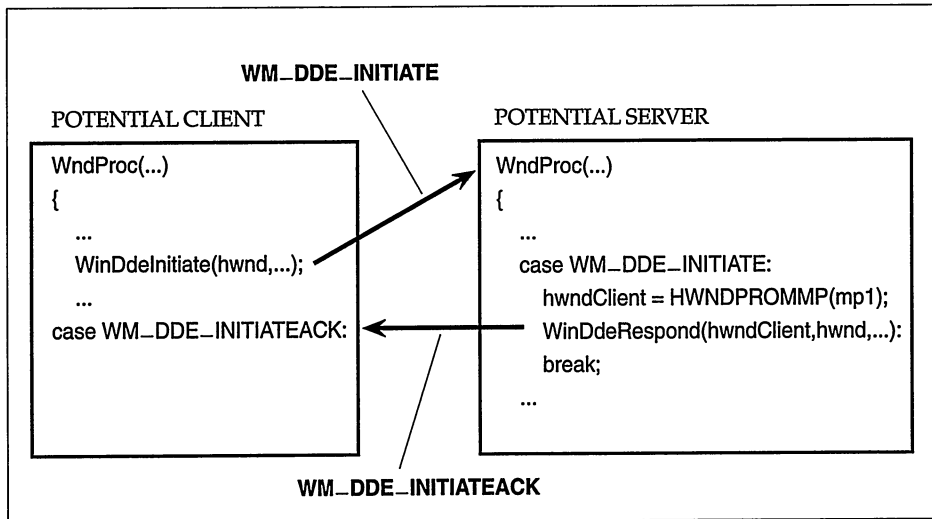 WM_DDE_INITIATE
POTENTIAL CLIENT
WndProc(...)
{
...
WinDdeInitiate(hwnd,...);
...
case WM_DDE_INITIATEACK:
POTENTIAL SERVER
WndProc(...)
{
...
case WM_DDE_INITIATE:
hwndClient = HWNDPROMMP(mp1);
WinDdeRespond(hwndClient,hwnd,...):
break;
...
WM_DDE_INITIATEACK